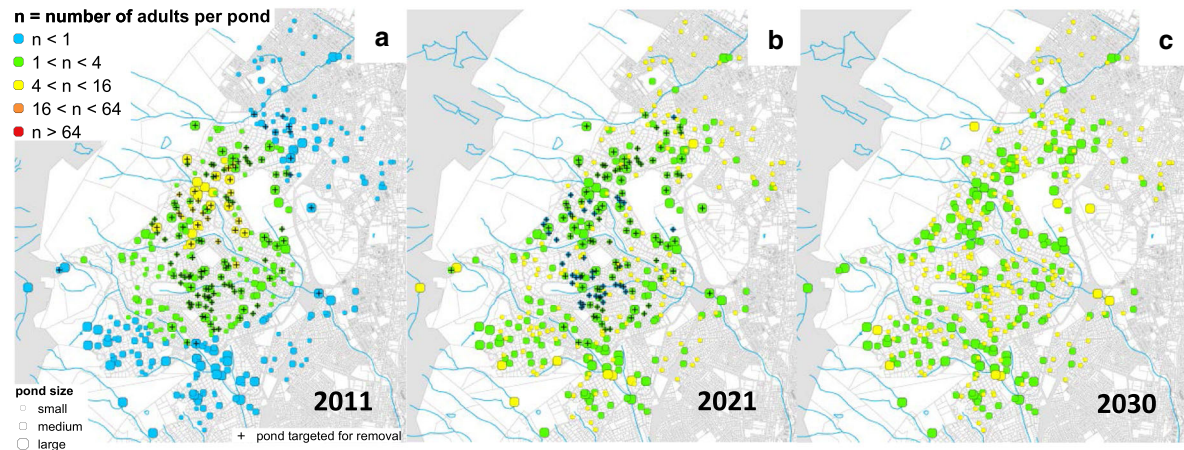 n = number of adults per pond
n < 1
1 < n < 4
4 < n < 16
16 < n < 64
n > 64
a
b
c
2011
2021
2030
pond size
small
medium
large
+ pond targeted for removal